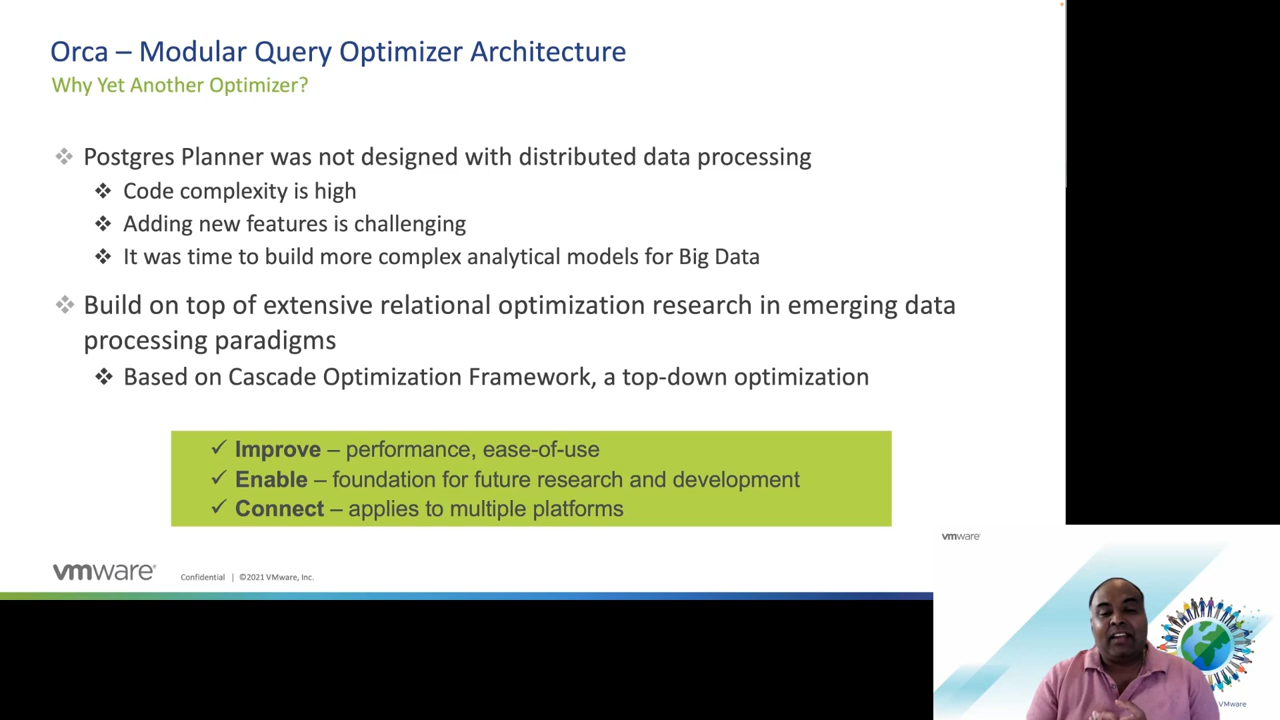 Orca – Modular Query Optimizer Architecture
Why Yet Another Optimizer?
Postgres Planner was not designed with distributed data processing
Code complexity is high
Adding new features is challenging
It was time to build more complex analytical models for Big Data
Build on top of extensive relational optimization research in emerging data
processing paradigms
Based on Cascade Optimization Framework, a top-down optimization
✓ Improve – performance, ease-of-use
✓ Enable – foundation for future research and development
✓ Connect – applies to multiple platforms
vmware®
Confidential | ©2021 VMware, Inc.
vmware®
VMware